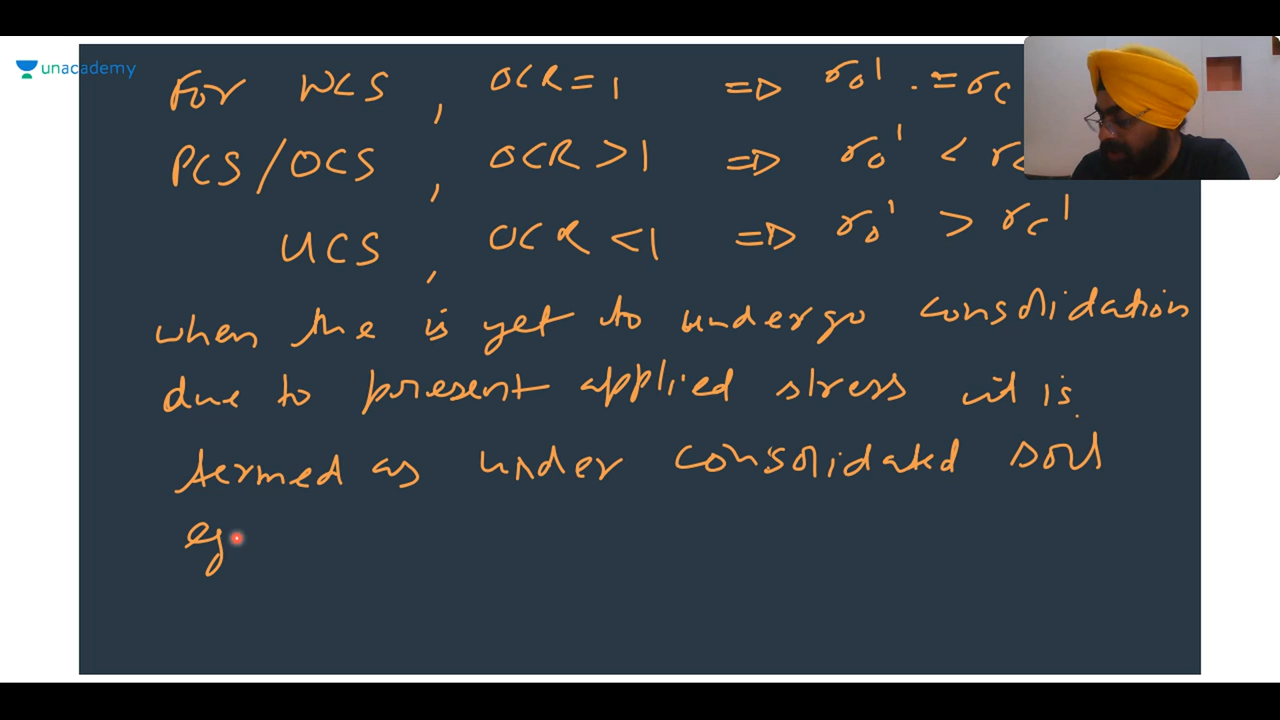 unacademy
For NCS , OCR = 1 ⇒ σ0' = σc
PCS/OCS , OCR > 1 ⇒ σ0' < σc
UCS , OCR < 1 ⇒ σ0' > σc'
when the is yet to undergo consolidation
due to present applied stress it is
termed as under consolidated soil
eg